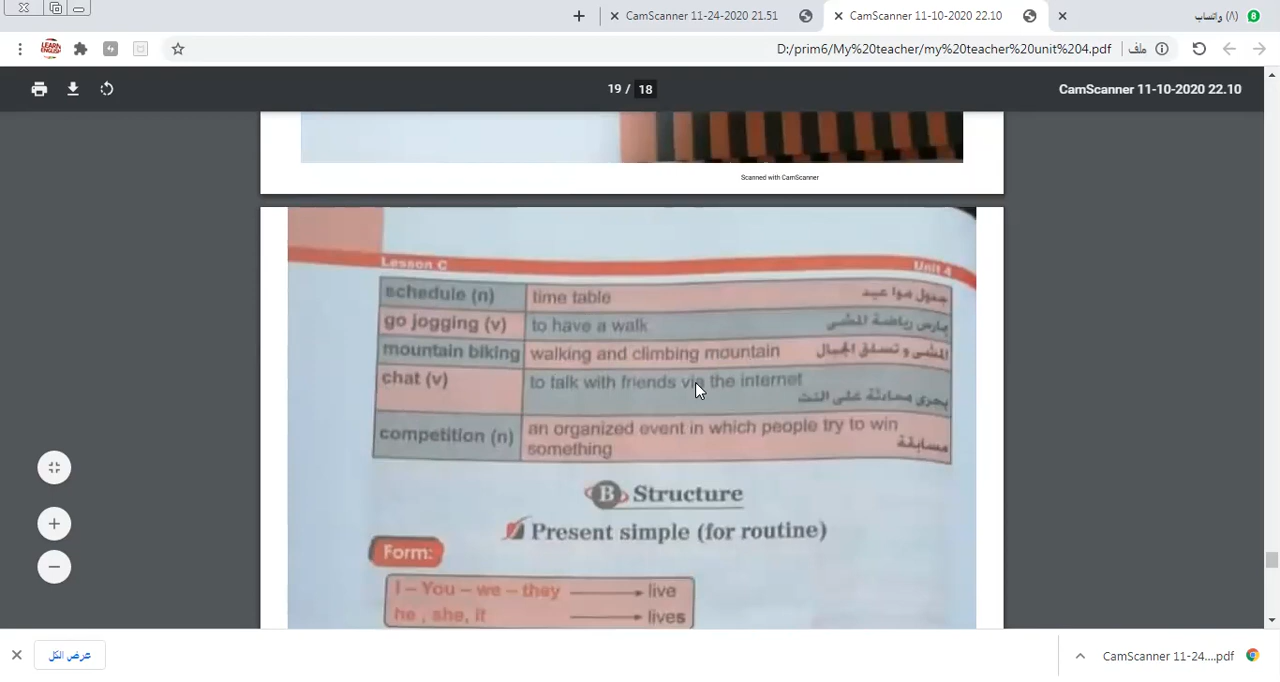 CamScanner 11-24-2020 21.51
CamScanner 11-10-2020 22.10
(٨) واتساب
8
D:/prim6/My%20teacher/my%20teacher%20unit%204.pdf
ملف
19 / 18
CamScanner 11-10-2020 22.10
Scanned with CamScanner
Lesson C
Unit 4
schedule (n) time table جدول مواعيد
go jogging (v) to have a walk يمارس رياضة المشى
mountain biking walking and climbing mountain المشى و تسلق الجبال
chat (v) to talk with friends via the internet
يجرى محادثة على النت
competition (n) an organized event in which people try to win
something مسابقة
B Structure
Present simple (for routine)
Form:
I – You – we – they live
he , she, it lives
عرض الكل
CamScanner 11-24....pdf